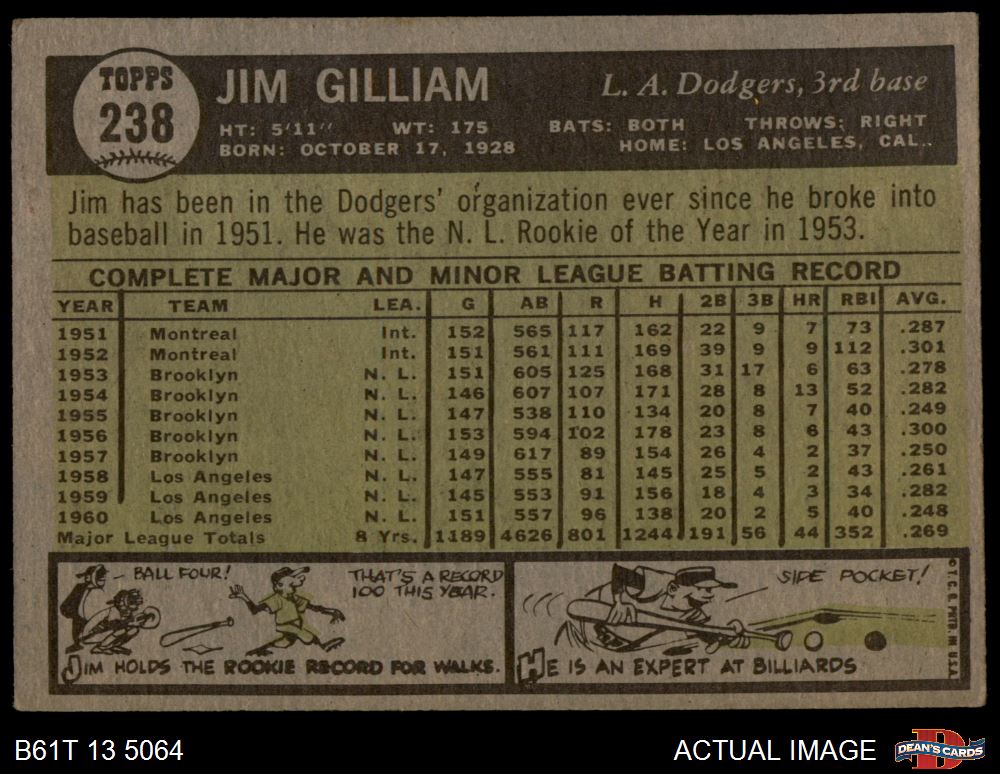 TOPPS
238
JIM GILLIAM
L. A. Dodgers, 3rd base
HT: 5'11" WT: 175 BATS: BOTH THROWS: RIGHT
BORN: OCTOBER 17, 1928 HOME: LOS ANGELES, CAL..
Jim has been in the Dodgers' organization ever since he broke into
baseball in 1951. He was the N. L. Rookie of the Year in 1953.
COMPLETE MAJOR AND MINOR LEAGUE BATTING RECORD
YEAR TEAM LEA. G AB R H 2B 3B HR RBI AVG.
1951 Montreal Int. 152 565 117 162 22 9 7 73 .287
1952 Montreal Int. 151 561 111 169 39 9 9 112 .301
1953 Brooklyn N. L. 151 605 125 168 31 17 6 63 .278
1954 Brooklyn N. L. 146 607 107 171 28 8 13 52 .282
1955 Brooklyn N. L. 147 538 110 134 20 8 7 40 .249
1956 Brooklyn N. L. 153 594 102 178 23 8 6 43 .300
1957 Brooklyn N. L. 149 617 89 154 26 4 2 37 .250
1958 Los Angeles N. L. 147 555 81 145 25 5 2 43 .261
1959 Los Angeles N. L. 145 553 91 156 18 4 3 34 .282
1960 Los Angeles N. L. 151 557 96 138 20 2 5 40 .248
Major League Totals 8 Yrs. 1189 4626 801 1244 191 56 44 352 .269
BALL FOUR!
THAT'S A RECORD
100 THIS YEAR.
JIM HOLDS THE ROOKIE RECORD FOR WALKS.
SIDE POCKET!
HE IS AN EXPERT AT BILLIARDS
© T. C. G. PRTD. IN U.S.A.
B61T 13 5064
ACTUAL IMAGE
D
DEAN'S CARDS